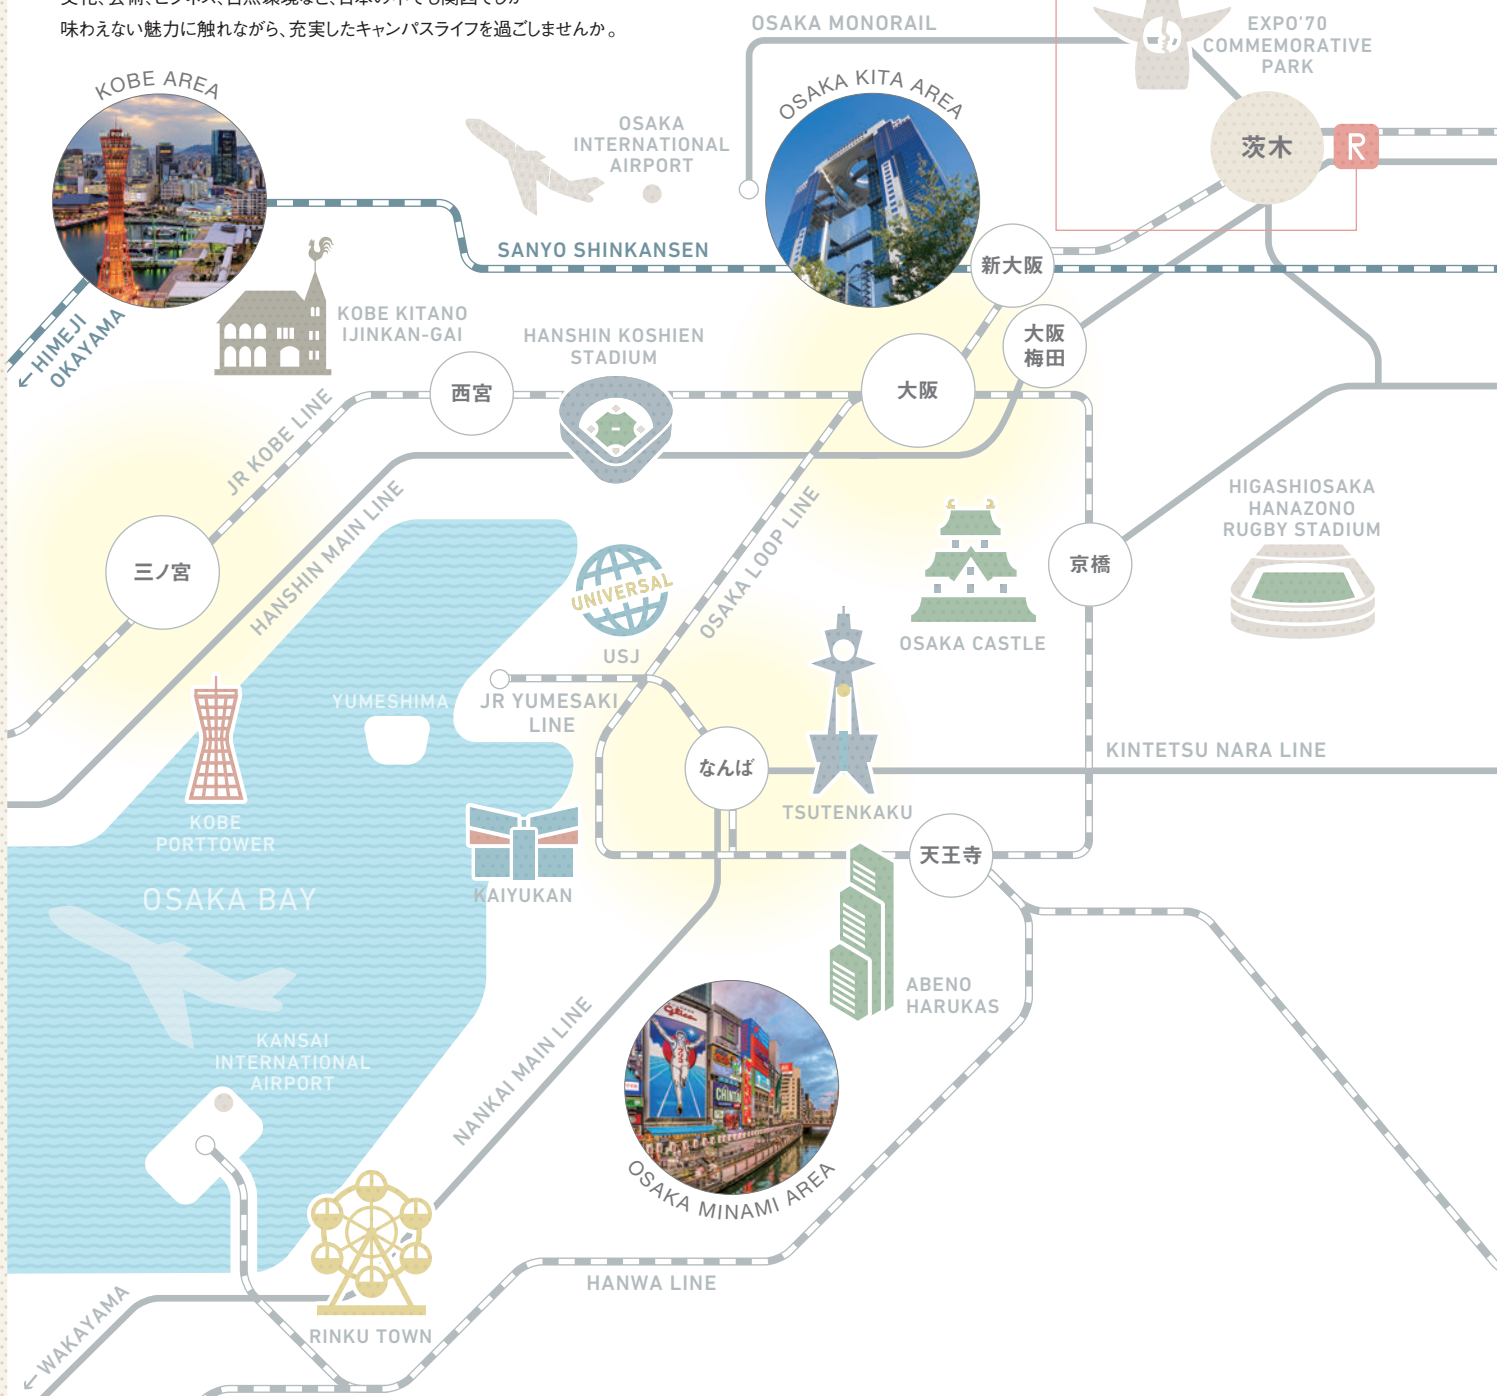 味わえない魅力に触れながら、充実したキャンパスライフを過ごしませんか。
OSAKA MONORAIL
EXPO'70
COMMEMORATIVE
PARK
KOBE AREA
OSAKA KITA AREA
OSAKA
INTERNATIONAL
AIRPORT
茨木
R
SANYO SHINKANSEN
新大阪
← HIMEJI
OKAYAMA
KOBE KITANO
IJINKAN-GAI
HANSHIN KOSHIEN
STADIUM
大阪
梅田
西宮
大阪
JR KOBE LINE
HANSHIN MAIN LINE
OSAKA LOOP LINE
HIGASHIOSAKA
HANAZONO
RUGBY STADIUM
三ノ宮
京橋
UNIVERSAL
USJ
OSAKA CASTLE
YUMESHIMA
JR YUMESAKI
LINE
なんば
KINTETSU NARA LINE
TSUTENKAKU
KOBE
PORTTOWER
天王寺
OSAKA BAY
KAIYUKAN
ABENO
HARUKAS
KANSAI
INTERNATIONAL
AIRPORT
NANKAI MAIN LINE
Glico
CHINTAI
OSAKA MINAMI AREA
HANWA LINE
RINKU TOWN
← WAKAYAMA